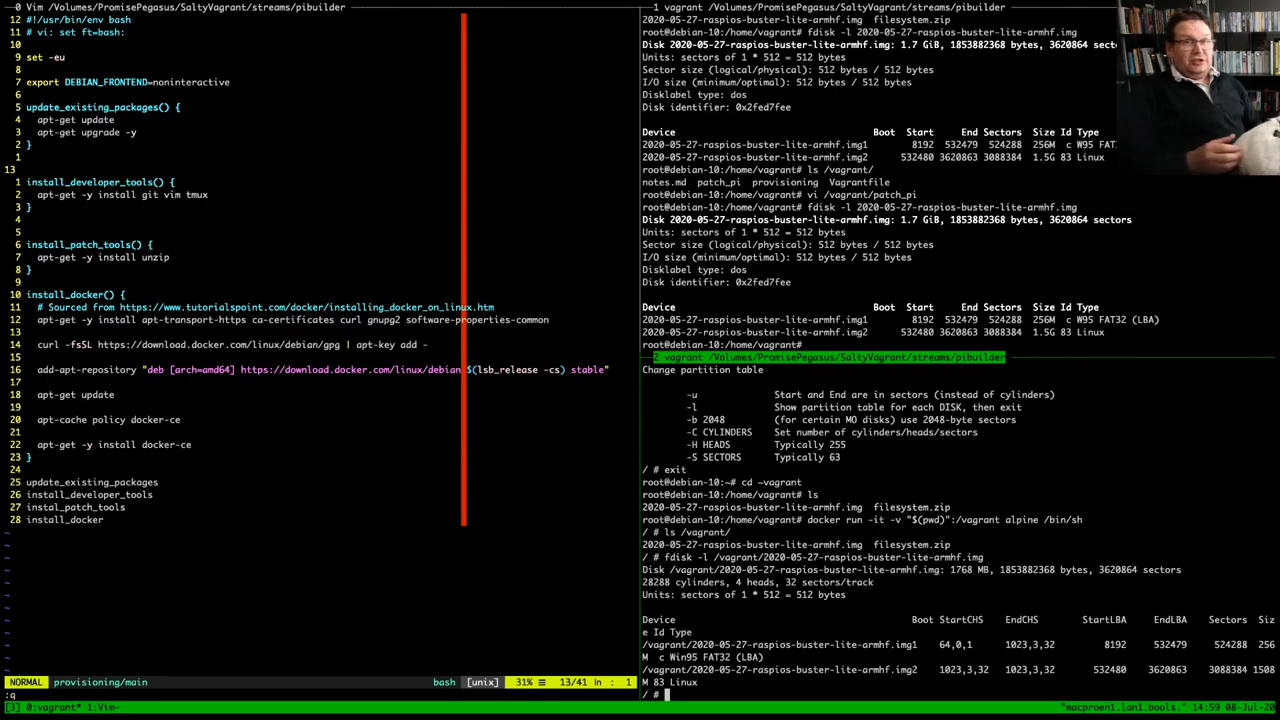 0 Vim /Volumes/PromisePegasus/SaltyVagrant/streams/pibuilder
12 #!/usr/bin/env bash
11 # vi: set ft=bash:
10
9 set -eu
8
7 export DEBIAN_FRONTEND=noninteractive
6
5 update_existing_packages() {
4 apt-get update
3 apt-get upgrade -y
2 }
1
13
1 install_developer_tools() {
2 apt-get -y install git vim tmux
3 }
4
5
6 install_patch_tools() {
7 apt-get -y install unzip
8 }
9
10 install_docker() {
11 # Sourced from https://www.tutorialspoint.com/docker/installing_docker_on_linux.htm
12 apt-get -y install apt-transport-https ca-certificates curl gnupg2 software-properties-common
13
14 curl -fsSL https://download.docker.com/linux/debian/gpg | apt-key add -
15
16 add-apt-repository "deb [arch=amd64] https://download.docker.com/linux/debian $(lsb_release -cs) stable"
17
18 apt-get update
19
20 apt-cache policy docker-ce
21
22 apt-get -y install docker-ce
23 }
24
25 update_existing_packages
26 install_developer_tools
27 instal_patch_tools
28 install_docker
~
~
~
~
~
~
~
~
~
~
~
~
NORMAL provisioning/main bash [unix] 31% ☰ 13/41 ln : 1
:q
1 vagrant /Volumes/PromisePegasus/SaltyVagrant/streams/pibuilder
2020-05-27-raspios-buster-lite-armhf.img filesystem.zip
root@debian-10:/home/vagrant# fdisk -l 2020-05-27-raspios-buster-lite-armhf.img
Disk 2020-05-27-raspios-buster-lite-armhf.img: 1.7 GiB, 1853882368 bytes, 3620864 secto
Units: sectors of 1 * 512 = 512 bytes
Sector size (logical/physical): 512 bytes / 512 bytes
I/O size (minimum/optimal): 512 bytes / 512 bytes
Disklabel type: dos
Disk identifier: 0x2fed7fee
Device Boot Start End Sectors Size Id Type
2020-05-27-raspios-buster-lite-armhf.img1 8192 532479 524288 256M c W95 FAT
2020-05-27-raspios-buster-lite-armhf.img2 532480 3620863 3088384 1.5G 83 Linux
root@debian-10:/home/vagrant# ls /vagrant/
notes.md patch_pi provisioning Vagrantfile
root@debian-10:/home/vagrant# vi /vagrant/patch_pi
root@debian-10:/home/vagrant# fdisk -l 2020-05-27-raspios-buster-lite-armhf.img
Disk 2020-05-27-raspios-buster-lite-armhf.img: 1.7 GiB, 1853882368 bytes, 3620864 sectors
Units: sectors of 1 * 512 = 512 bytes
Sector size (logical/physical): 512 bytes / 512 bytes
I/O size (minimum/optimal): 512 bytes / 512 bytes
Disklabel type: dos
Disk identifier: 0x2fed7fee
Device Boot Start End Sectors Size Id Type
2020-05-27-raspios-buster-lite-armhf.img1 8192 532479 524288 256M c W95 FAT32 (LBA)
2020-05-27-raspios-buster-lite-armhf.img2 532480 3620863 3088384 1.5G 83 Linux
root@debian-10:/home/vagrant#
2 vagrant /Volumes/PromisePegasus/SaltyVagrant/streams/pibuilder
Change partition table
-u Start and End are in sectors (instead of cylinders)
-l Show partition table for each DISK, then exit
-b 2048 (for certain MO disks) use 2048-byte sectors
-C CYLINDERS Set number of cylinders/heads/sectors
-H HEADS Typically 255
-S SECTORS Typically 63
/ # exit
root@debian-10:~# cd ~vagrant
root@debian-10:/home/vagrant# ls
2020-05-27-raspios-buster-lite-armhf.img filesystem.zip
root@debian-10:/home/vagrant# docker run -it -v "$(pwd)":/vagrant alpine /bin/sh
/ # ls /vagrant/
2020-05-27-raspios-buster-lite-armhf.img filesystem.zip
/ # fdisk -l /vagrant/2020-05-27-raspios-buster-lite-armhf.img
Disk /vagrant/2020-05-27-raspios-buster-lite-armhf.img: 1768 MB, 1853882368 bytes, 3620864 sectors
28288 cylinders, 4 heads, 32 sectors/track
Units: sectors of 1 * 512 = 512 bytes
Device Boot StartCHS EndCHS StartLBA EndLBA Sectors Siz
e Id Type
/vagrant/2020-05-27-raspios-buster-lite-armhf.img1 64,0,1 1023,3,32 8192 532479 524288 256
M c Win95 FAT32 (LBA)
/vagrant/2020-05-27-raspios-buster-lite-armhf.img2 1023,3,32 1023,3,32 532480 3620863 3088384 1508
M 83 Linux
/ #
[3] 0:vagrant* 1:Vim- "macproen1.lan1.bools." 14:59 08-Jul-20